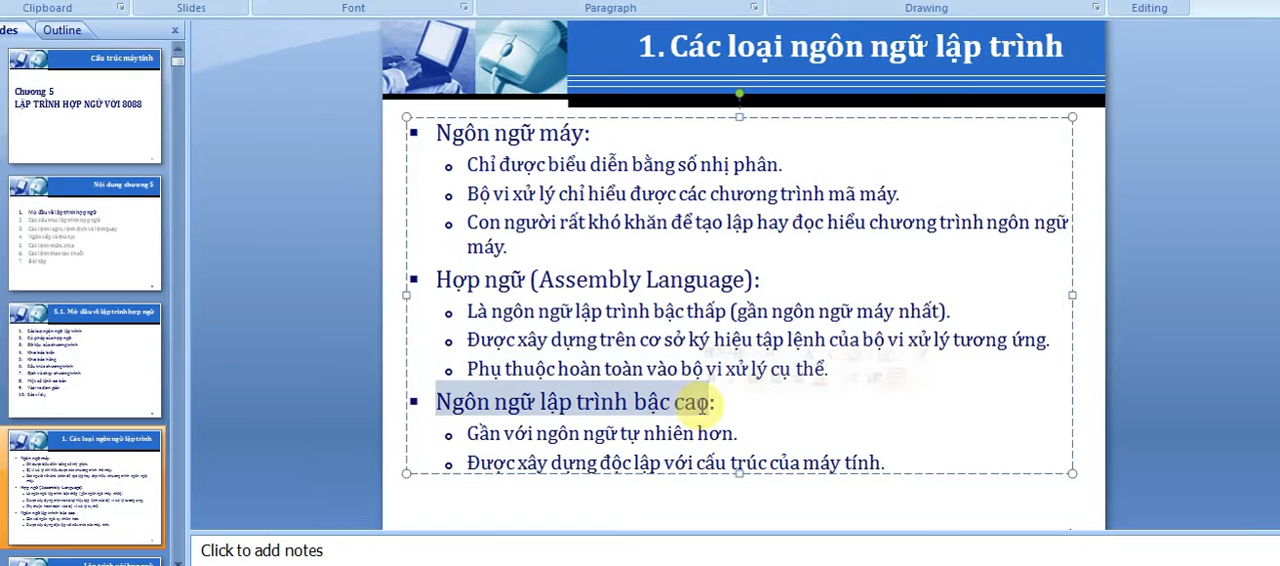 Clipboard
Slides
Font
Paragraph
Drawing
Editing
des
Outline
Cấu trúc máy tính
Chương 5
LẬP TRÌNH HỢP NGỮ VỚI 8088
Nội dung chương 5
1. Mở đầu về lập trình hợp ngữ
5.1. Mở đầu về lập trình hợp ngữ
1. Các loại ngôn ngữ lập trình
1. Các loại ngôn ngữ lập trình
Ngôn ngữ máy:
Chỉ được biểu diễn bằng số nhị phân.
Bộ vi xử lý chỉ hiểu được các chương trình mã máy.
Con người rất khó khăn để tạo lập hay đọc hiểu chương trình ngôn ngữ
máy.
Hợp ngữ (Assembly Language):
Là ngôn ngữ lập trình bậc thấp (gần ngôn ngữ máy nhất).
Được xây dựng trên cơ sở ký hiệu tập lệnh của bộ vi xử lý tương ứng.
Phụ thuộc hoàn toàn vào bộ vi xử lý cụ thể.
Ngôn ngữ lập trình bậc cao:
Gần với ngôn ngữ tự nhiên hơn.
Được xây dựng độc lập với cấu trúc của máy tính.
Click to add notes